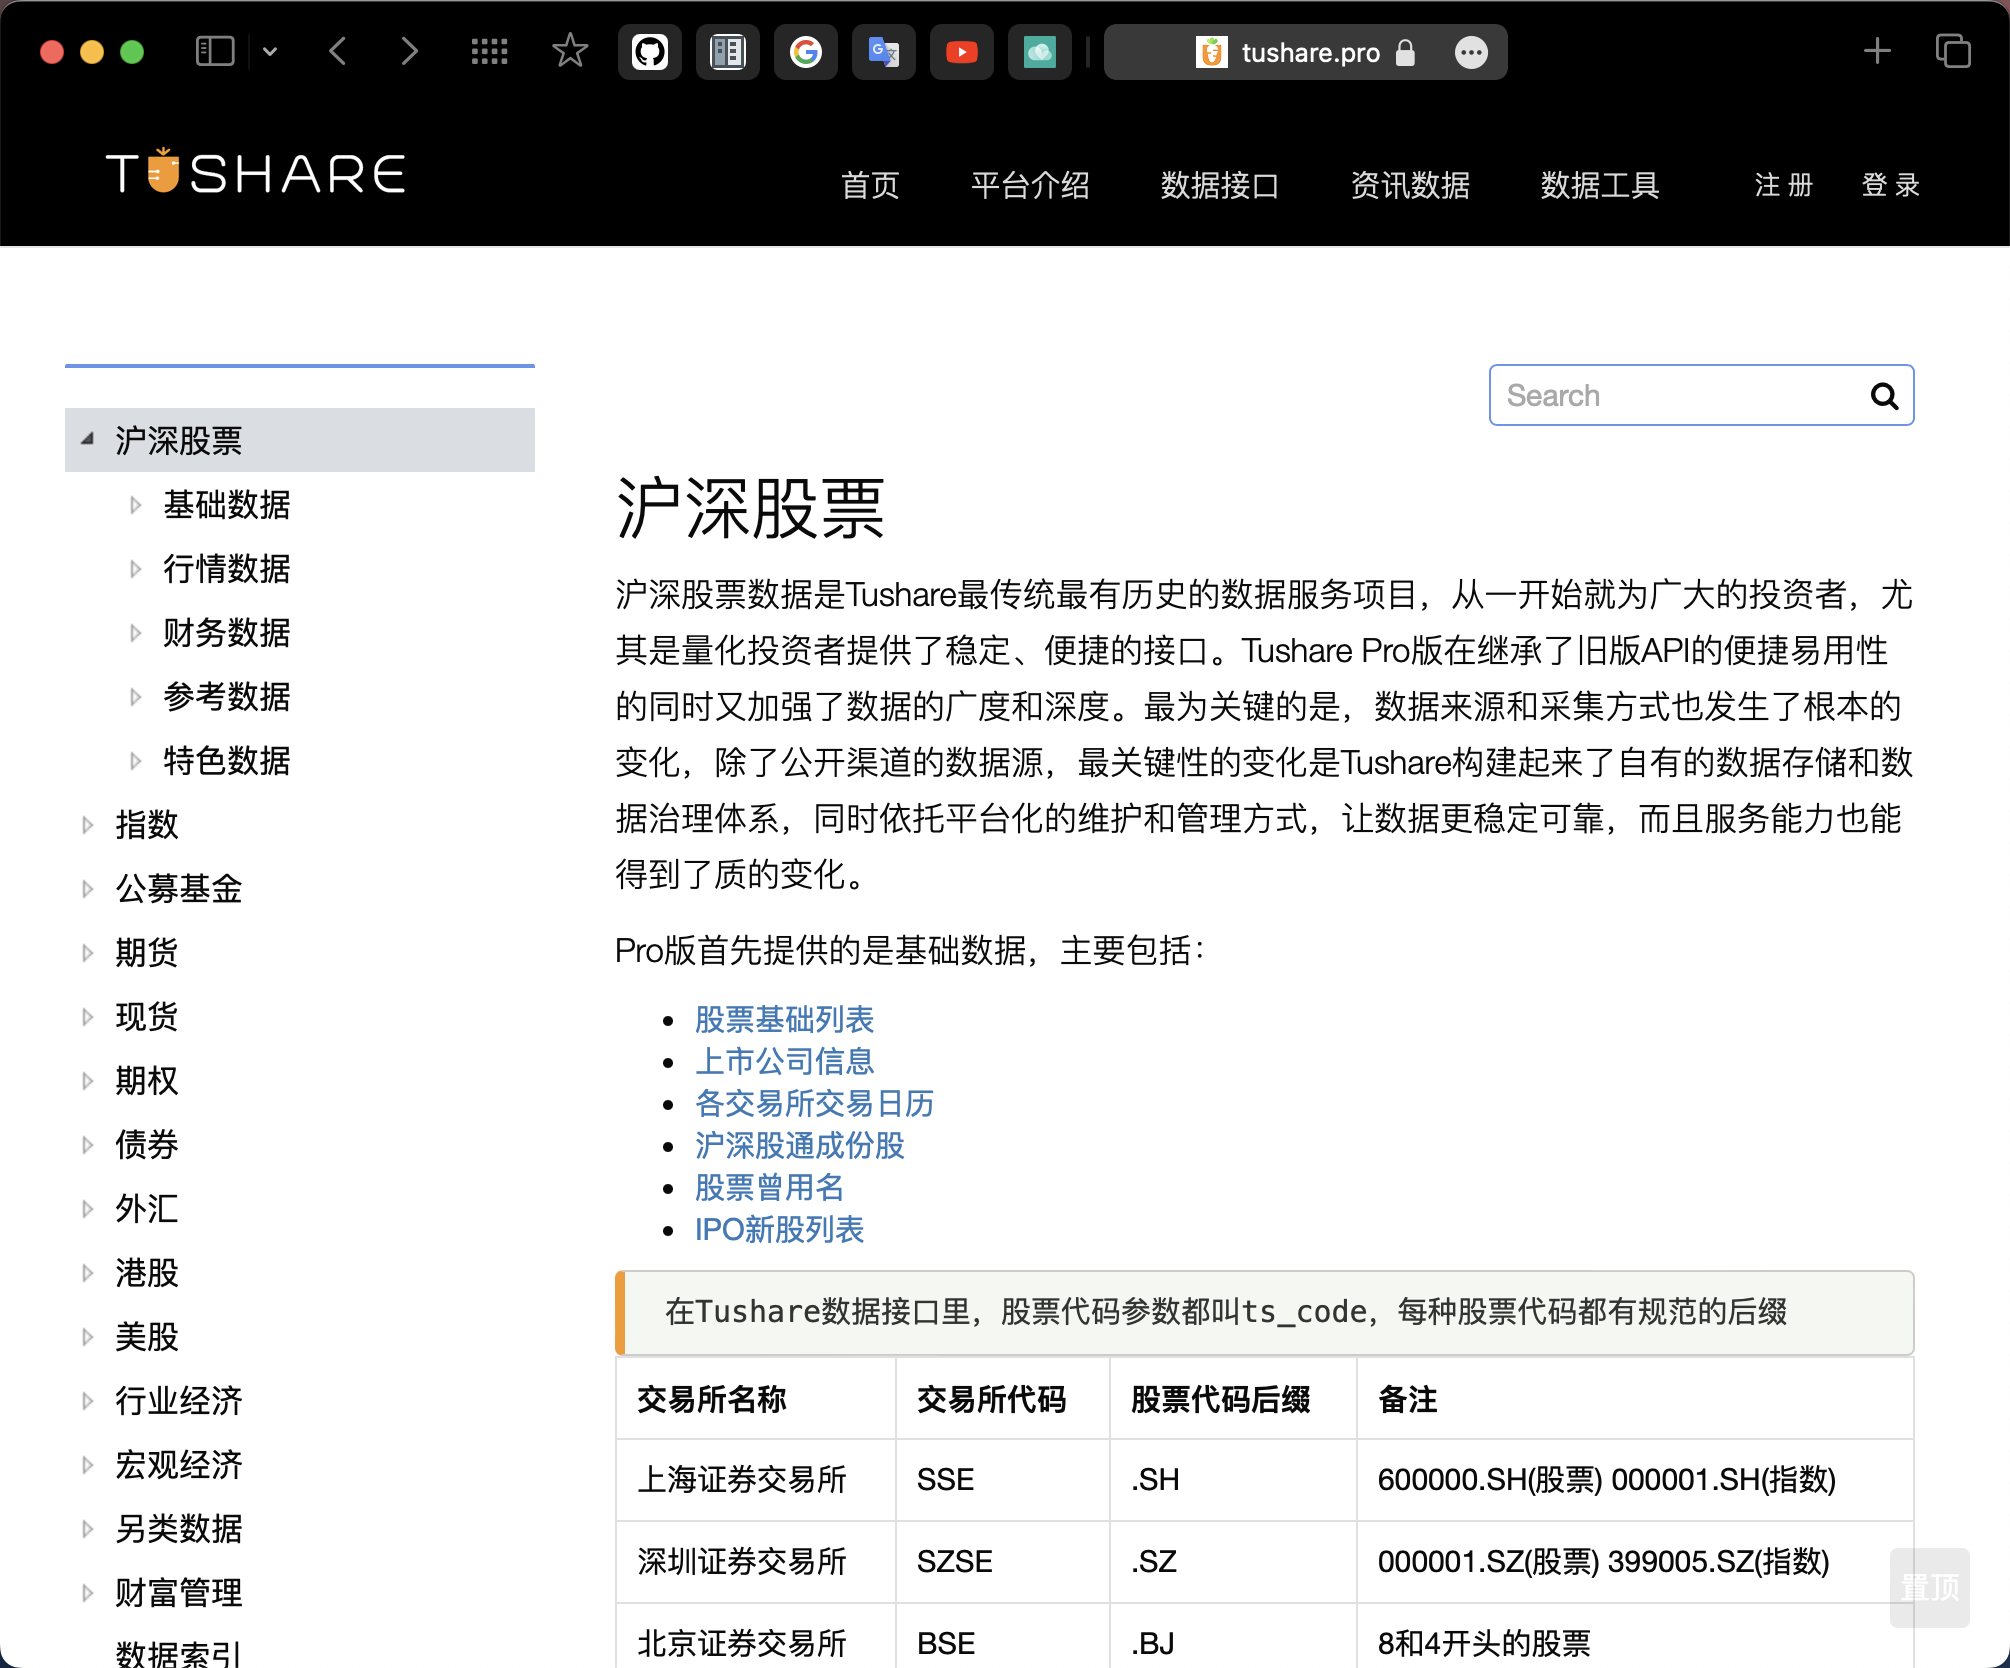 tushare.pro
TUSHARE
首页 平台介绍 数据接口 资讯数据 数据工具 注册 登录
Search
沪深股票
基础数据
行情数据
财务数据
参考数据
特色数据
指数
公募基金
期货
现货
期权
债券
外汇
港股
美股
行业经济
宏观经济
另类数据
财富管理
数据索引
沪深股票
沪深股票数据是Tushare最传统最有历史的数据服务项目，从一开始就为广大的投资者，尤
其是量化投资者提供了稳定、便捷的接口。Tushare Pro版在继承了旧版API的便捷易用性
的同时又加强了数据的广度和深度。最为关键的是，数据来源和采集方式也发生了根本的
变化，除了公开渠道的数据源，最关键性的变化是Tushare构建起来了自有的数据存储和数
据治理体系，同时依托平台化的维护和管理方式，让数据更稳定可靠，而且服务能力也能
得到了质的变化。
Pro版首先提供的是基础数据，主要包括：
股票基础列表
上市公司信息
各交易所交易日历
沪深股通成份股
股票曾用名
IPO新股列表
在Tushare数据接口里，股票代码参数都叫ts_code，每种股票代码都有规范的后缀
交易所名称 交易所代码 股票代码后缀 备注
上海证券交易所 SSE .SH 600000.SH(股票) 000001.SH(指数)
深圳证券交易所 SZSE .SZ 000001.SZ(股票) 399005.SZ(指数)
北京证券交易所 BSE .BJ 8和4开头的股票
置顶